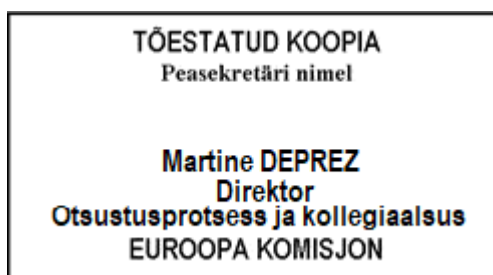 TÕESTATUD KOOPIA
Peasekretäri nimel
Martine DEPREZ
Direktor
Otsustusprotsess ja kollegiaalsus
EUROOPA KOMISJON